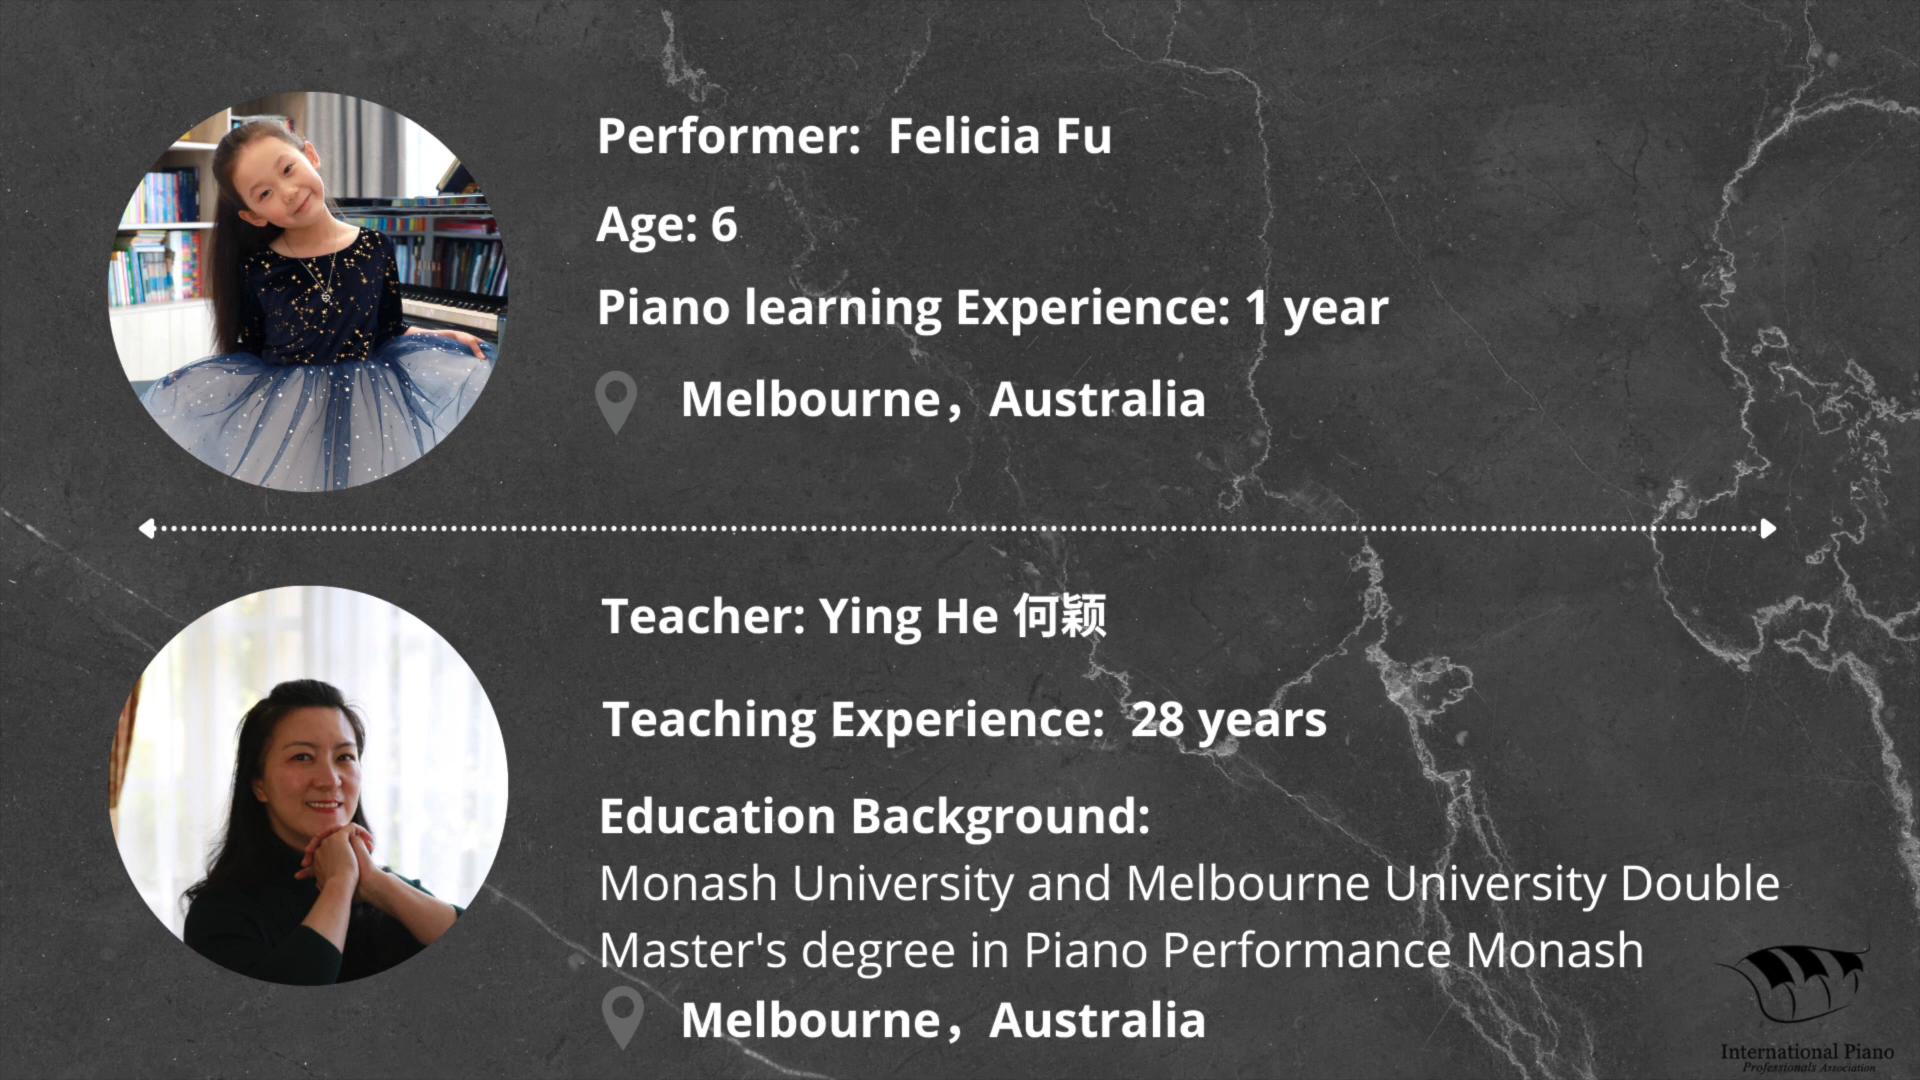 Performer:  Felicia Fu
Age: 6
Piano learning Experience: 1 year
Melbourne，Australia
Teacher: Ying He 何颖
Teaching Experience:  28 years
Education Background:
Monash University and Melbourne University Double
Master's degree in Piano Performance Monash
Melbourne，Australia
International Piano
Professionals Association